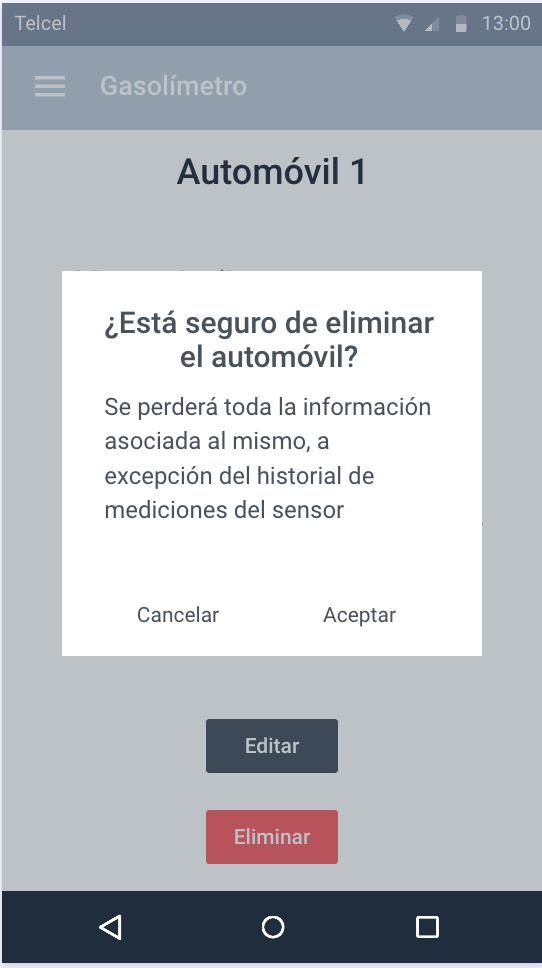 Telcel 13:00
Gasolímetro
Automóvil 1
¿Está seguro de eliminar
el automóvil?
Se perderá toda la información
asociada al mismo, a
excepción del historial de
mediciones del sensor
Cancelar Aceptar
Editar
Eliminar